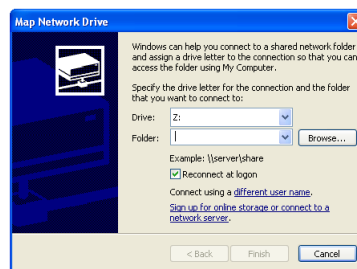 Map Network Drive
Windows can help you connect to a shared network folder
and assign a drive letter to the connection so that you can
access the folder using My Computer.
Specify the drive letter for the connection and the folder
that you want to connect to:
Drive: Z:
Folder: Browse...
Example: \\server\share
Reconnect at logon
Connect using a different user name.
Sign up for online storage or connect to a
network server.
< Back Finish Cancel